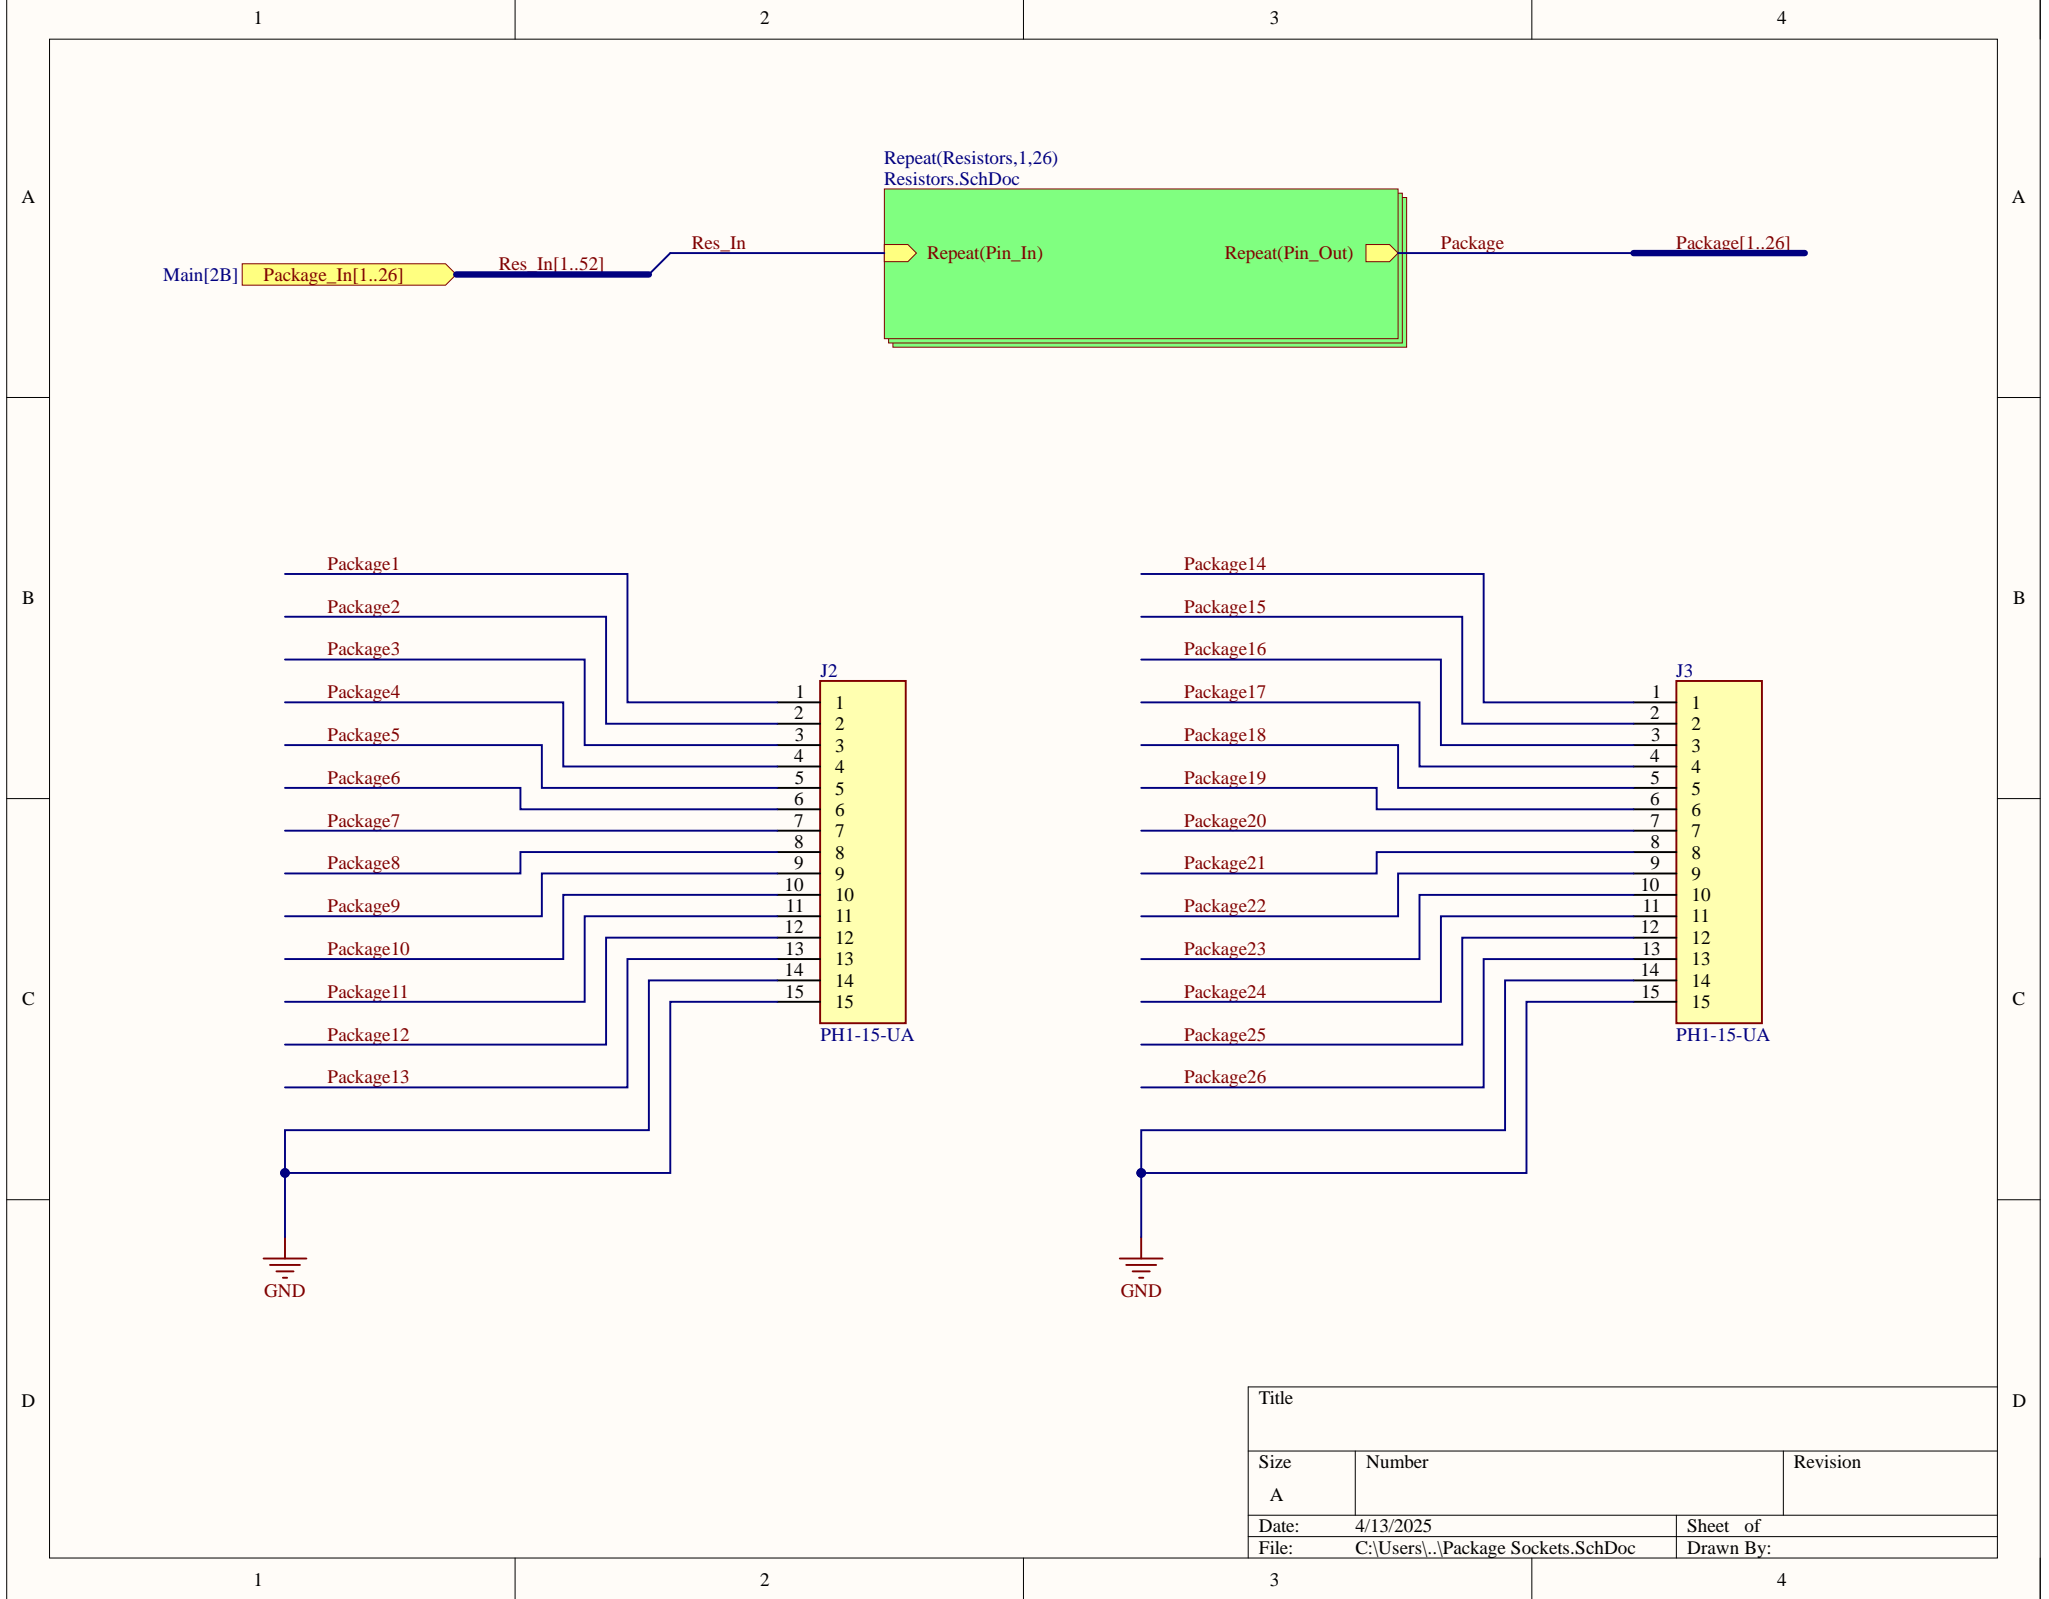 1 2 3 4
A A
Repeat(Resistors,1,26)
Resistors.SchDoc
Main[2B] Package_In[1..26] Res_In[1..52] Res_In Repeat(Pin_In) Repeat(Pin_Out) Package Package[1..26]
B B
Package1
Package2
Package3
Package4
Package5
Package6
Package7
Package8
Package9
Package10
Package11
Package12
Package13
J2
1 1
2 2
3 3
4 4
5 5
6 6
7 7
8 8
9 9
10 10
11 11
12 12
13 13
14 14
15 15
PH1-15-UA
GND
Package14
Package15
Package16
Package17
Package18
Package19
Package20
Package21
Package22
Package23
Package24
Package25
Package26
J3
1 1
2 2
3 3
4 4
5 5
6 6
7 7
8 8
9 9
10 10
11 11
12 12
13 13
14 14
15 15
PH1-15-UA
GND
C C
D D
Title
Size Number Revision
A
Date: 4/13/2025 Sheet of
File: C:\Users\..\Package Sockets.SchDoc Drawn By:
1 2 3 4